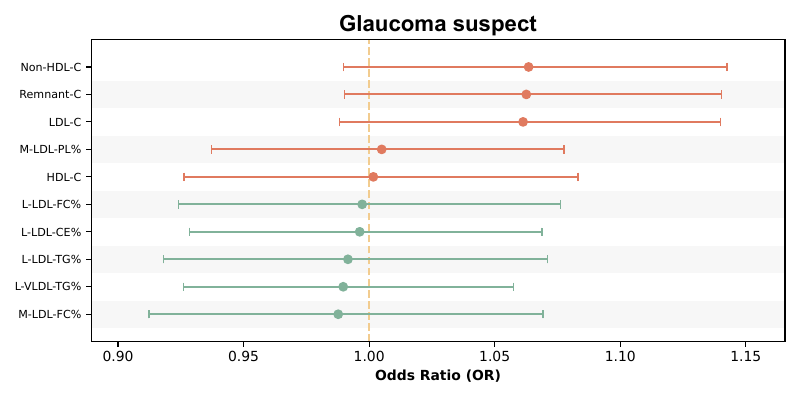 Glaucoma suspect
Non-HDL-C
Remnant-C
LDL-C
M-LDL-PL%
HDL-C
L-LDL-FC%
L-LDL-CE%
L-LDL-TG%
L-VLDL-TG%
M-LDL-FC%
0.90 0.95 1.00 1.05 1.10 1.15
Odds Ratio (OR)